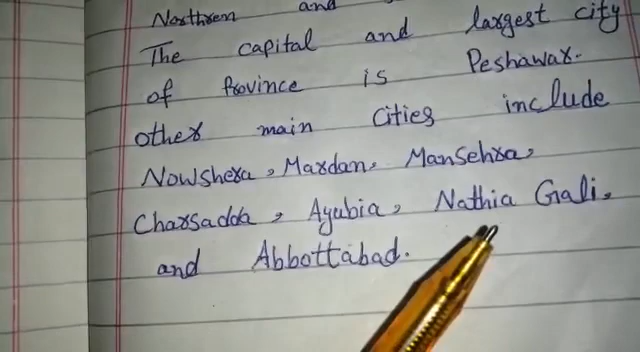 Northren and
The capital and largest city
of Province is Peshawar.
other main cities include
Nowshera, Mardan, Mansehra,
Charsadda, Ayubia, Nathia Gali,
and Abbottabad.